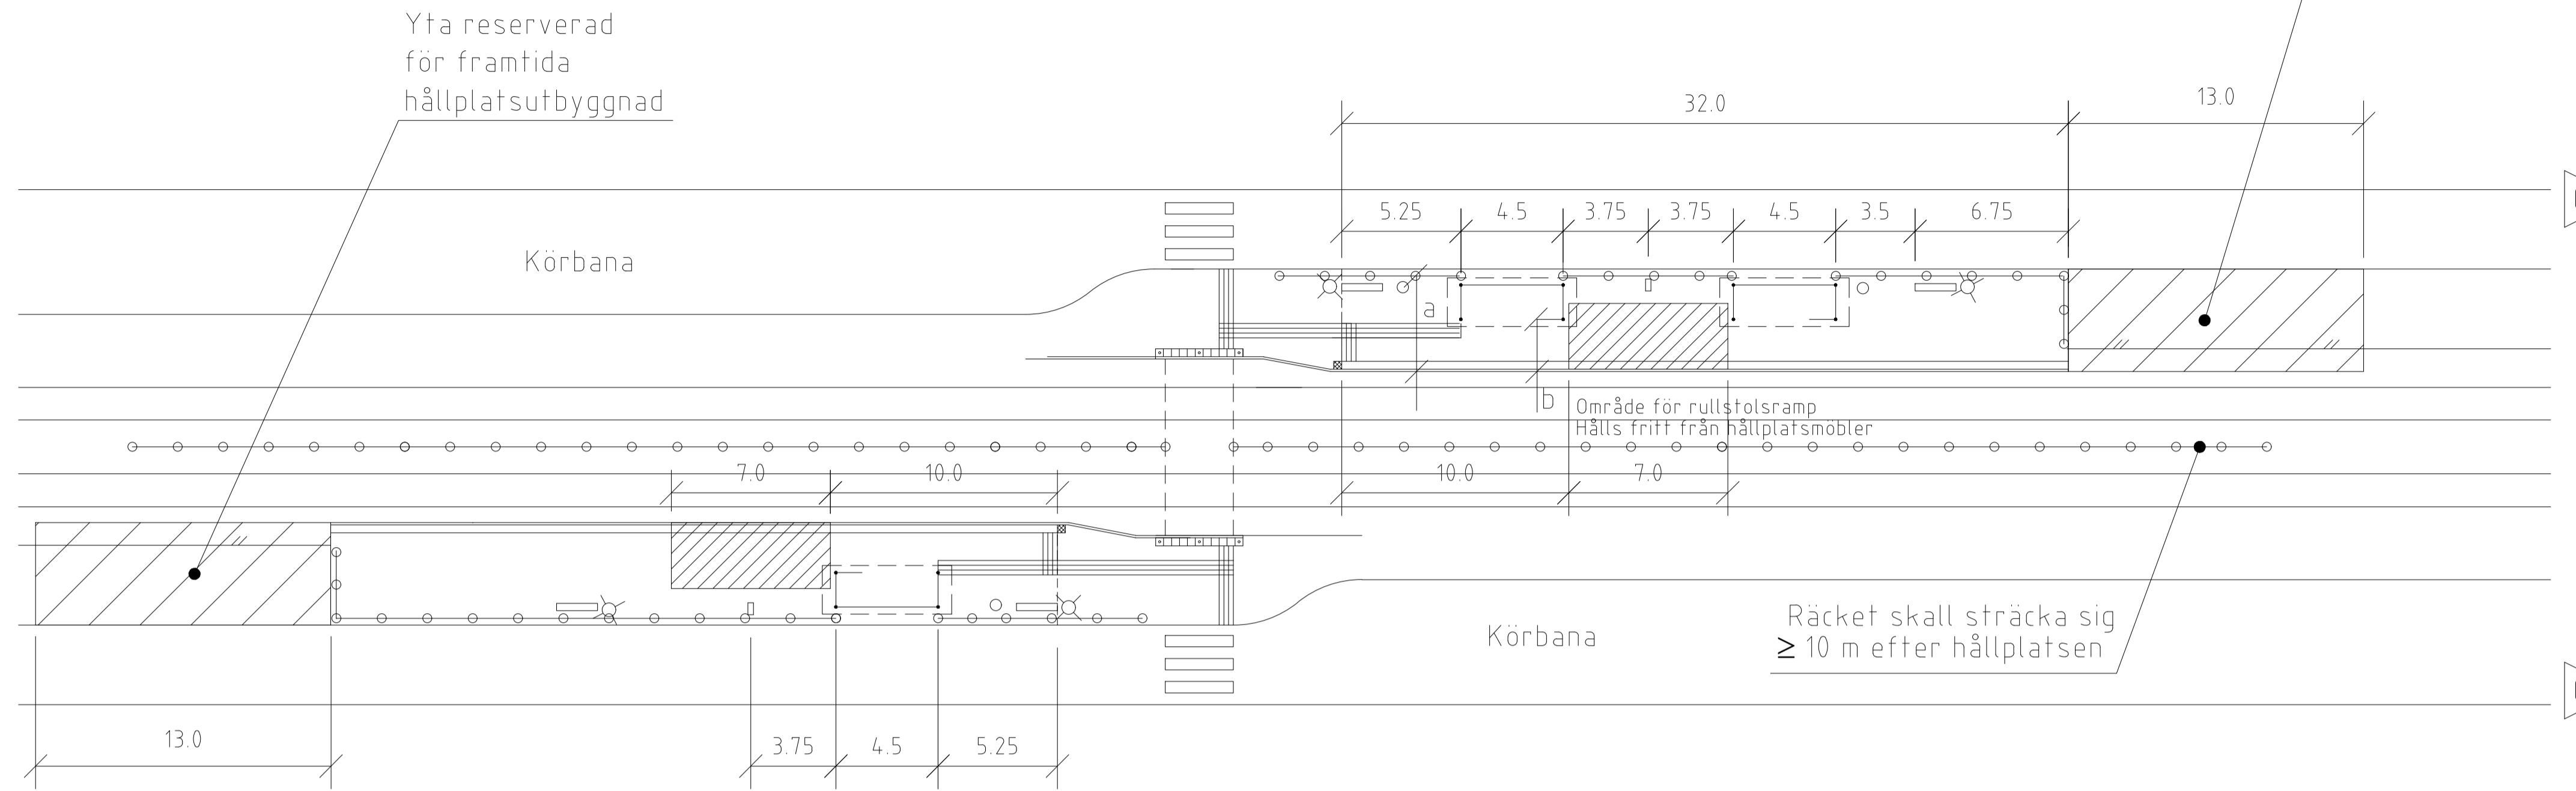 Yta reserverad
för framtida
hållplatsutbyggnad
32.0
13.0
5.25
4.5
3.75
3.75
4.5
3.5
6.75
Körbana
a
b
Område för rullstolsramp
Hålls fritt från hållplatsmöbler
7.0
10.0
10.0
7.0
Räcket skall sträcka sig
≥ 10 m efter hållplatsen
Körbana
13.0
3.75
4.5
5.25